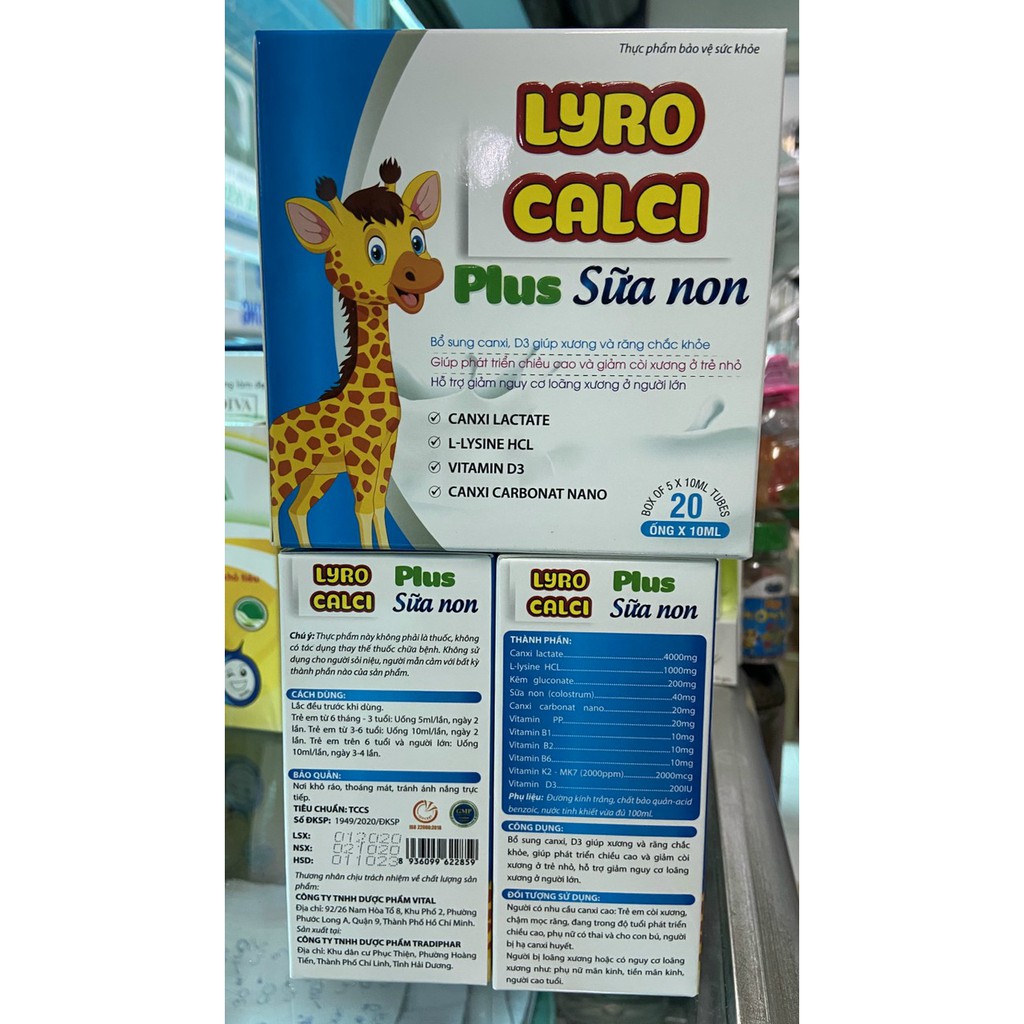 Thực phẩm bảo vệ sức khỏe
LYRO
CALCI
Plus Sữa non
Bổ sung canxi, D3 giúp xương và răng chắc khỏe
Giúp phát triển chiều cao và giảm còi xương ở trẻ nhỏ
Hỗ trợ giảm nguy cơ loãng xương ở người lớn
CANXI LACTATE
L-LYSINE HCL
VITAMIN D3
CANXI CARBONAT NANO
BOX OF 5 X 10ML TUBES
20
ỐNG X 10ML
LYRO
CALCI
Plus
Sữa non
Chú ý: Thực phẩm này không phải là thuốc, không
có tác dụng thay thế thuốc chữa bệnh. Không sử
dụng cho người sỏi niệu, người mẫn cảm với bất kỳ
thành phần nào của sản phẩm.
CÁCH DÙNG:
Lắc đều trước khi dùng.
Trẻ em từ 6 tháng - 3 tuổi: Uống 5ml/lần, ngày 2
lần. Trẻ em từ 3-6 tuổi: Uống 10ml/lần, ngày 2
lần. Trẻ em trên 6 tuổi và người lớn: Uống
10ml/lần, ngày 3-4 lần.
BẢO QUẢN:
Nơi khô ráo, thoáng mát, tránh ánh nắng trực
tiếp.
TIÊU CHUẨN: TCCS
Số ĐKSP: 1949/2020/ĐKSP
ISO 22000:2018
GMP
LSX: 012020
NSX: 021020
HSD: 011023
8 936099 622859
Thương nhân chịu trách nhiệm về chất lượng sản
phẩm:
CÔNG TY TNHH DƯỢC PHẨM VITAL
Địa chỉ: 92/26 Nam Hòa Tổ 8, Khu Phố 2, Phường
Phước Long A, Quận 9, Thành Phố Hồ Chí Minh.
Sản xuất tại:
CÔNG TY TNHH DƯỢC PHẨM TRADIPHAR
Địa chỉ: Khu dân cư Phục Thiện, Phường Hoàng
Tiến, Thành Phố Chí Linh, Tỉnh Hải Dương.
LYRO
CALCI
Plus
Sữa non
THÀNH PHẦN:
Canxi lactate 4000mg
L-lysine HCL 1000mg
Kẽm gluconate 200mg
Sữa non (colostrum) 40mg
Canxi carbonat nano 20mg
Vitamin PP 20mg
Vitamin B1 10mg
Vitamin B2 10mg
Vitamin B6 10mg
Vitamin K2 - MK7 (2000ppm) 2000mcg
Vitamin D3 200IU
Phụ liệu: Đường kính trắng, chất bảo quản-acid
benzoic, nước tinh khiết vừa đủ 100ml.
CÔNG DỤNG:
Bổ sung canxi, D3 giúp xương và răng chắc
khỏe, giúp phát triển chiều cao và giảm còi
xương ở trẻ nhỏ, hỗ trợ giảm nguy cơ loãng
xương ở người lớn.
ĐỐI TƯỢNG SỬ DỤNG:
Người có nhu cầu canxi cao: Trẻ em còi xương,
chậm mọc răng, đang trong độ tuổi phát triển
chiều cao, phụ nữ có thai và cho con bú, người
bị hạ canxi huyết.
Người bị loãng xương hoặc có nguy cơ loãng
xương như: phụ nữ mãn kinh, tiền mãn kinh,
người cao tuổi.